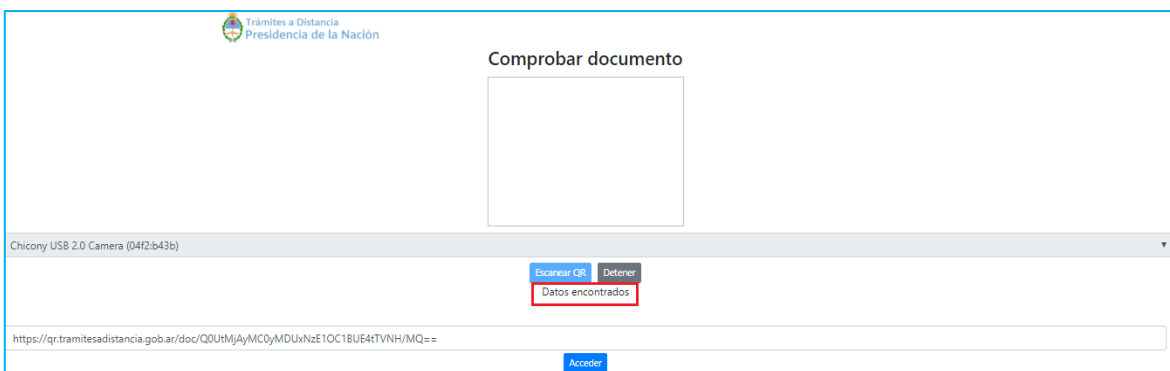 Trámites a Distancia
Presidencia de la Nación
Comprobar documento
Chicony USB 2.0 Camera (04f2:b43b)
Escanear QR Detener
Datos encontrados
https://qr.tramitesadistancia.gob.ar/doc/Q0UtMjAyMC0yMDUxNzE1OC1BUE4tTVNH/MQ==
Acceder